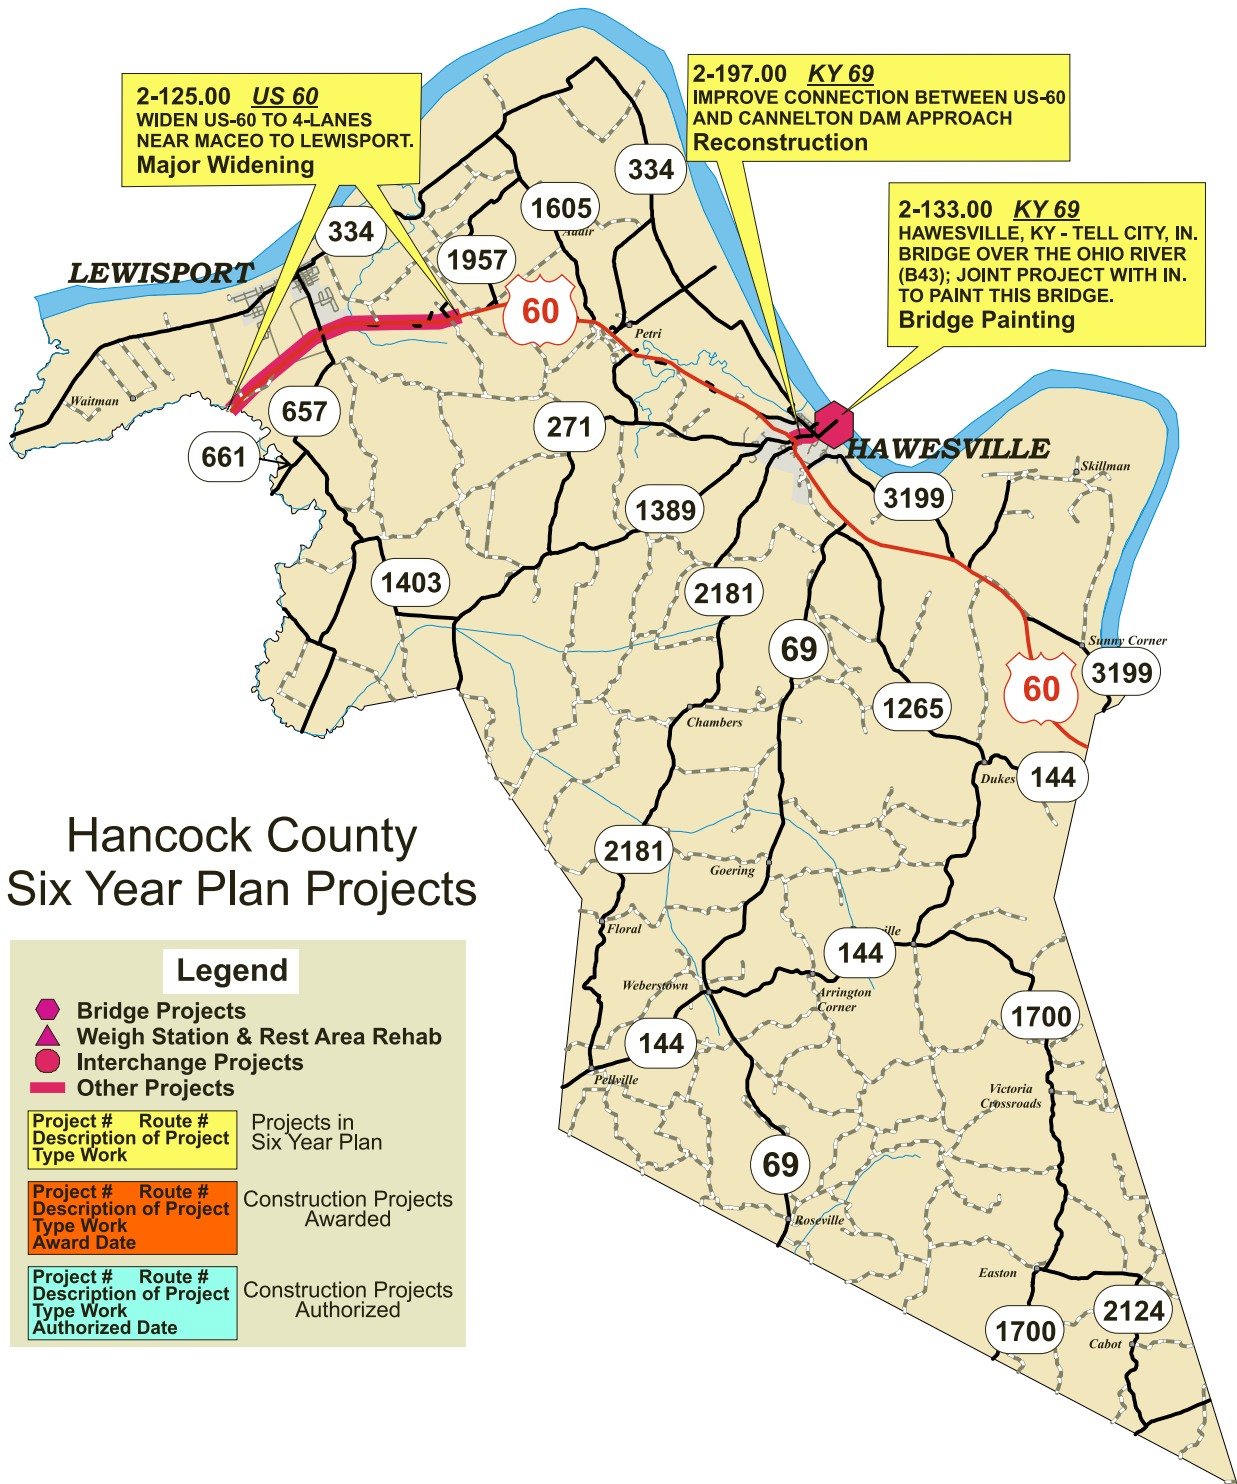 2-125.00 US 60
WIDEN US-60 TO 4-LANES
NEAR MACEO TO LEWISPORT.
Major Widening
2-197.00 KY 69
IMPROVE CONNECTION BETWEEN US-60
AND CANNELTON DAM APPROACH
Reconstruction
2-133.00 KY 69
HAWESVILLE, KY - TELL CITY, IN.
BRIDGE OVER THE OHIO RIVER
(B43); JOINT PROJECT WITH IN.
TO PAINT THIS BRIDGE.
Bridge Painting
334
1605
Adair
334
1957
LEWISPORT
60
Petri
Waitman
657
271
661
HAWESVILLE
Skillman
3199
1389
1403
2181
69
Sunny Corner
3199
60
1265
Chambers
Dukes
144
Hancock County
Six Year Plan Projects
2181
Goering
Floral
144
ille
Weberstown
Arrington
Corner
1700
144
Pellville
Victoria
Crossroads
69
Roseville
Easton
2124
1700
Cabot
Legend
Bridge Projects
Weigh Station & Rest Area Rehab
Interchange Projects
Other Projects
Project # Route #
Description of Project
Type Work
Projects in
Six Year Plan
Project # Route #
Description of Project
Type Work
Award Date
Construction Projects
Awarded
Project # Route #
Description of Project
Type Work
Authorized Date
Construction Projects
Authorized